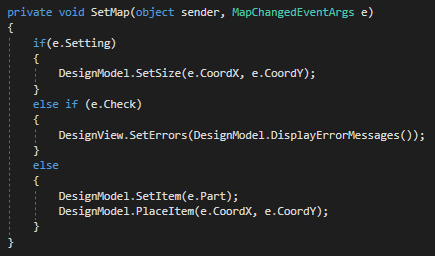 private void SetMap(object sender, MapChangedEventArgs e)
{
    if(e.Setting)
    {
        DesignModel.SetSize(e.CoordX, e.CoordY);
    }
    else if (e.Check)
    {
        DesignView.SetErrors(DesignModel.DisplayErrorMessages());
    }
    else
    {
        DesignModel.SetItem(e.Part);
        DesignModel.PlaceItem(e.CoordX, e.CoordY);
    }
}